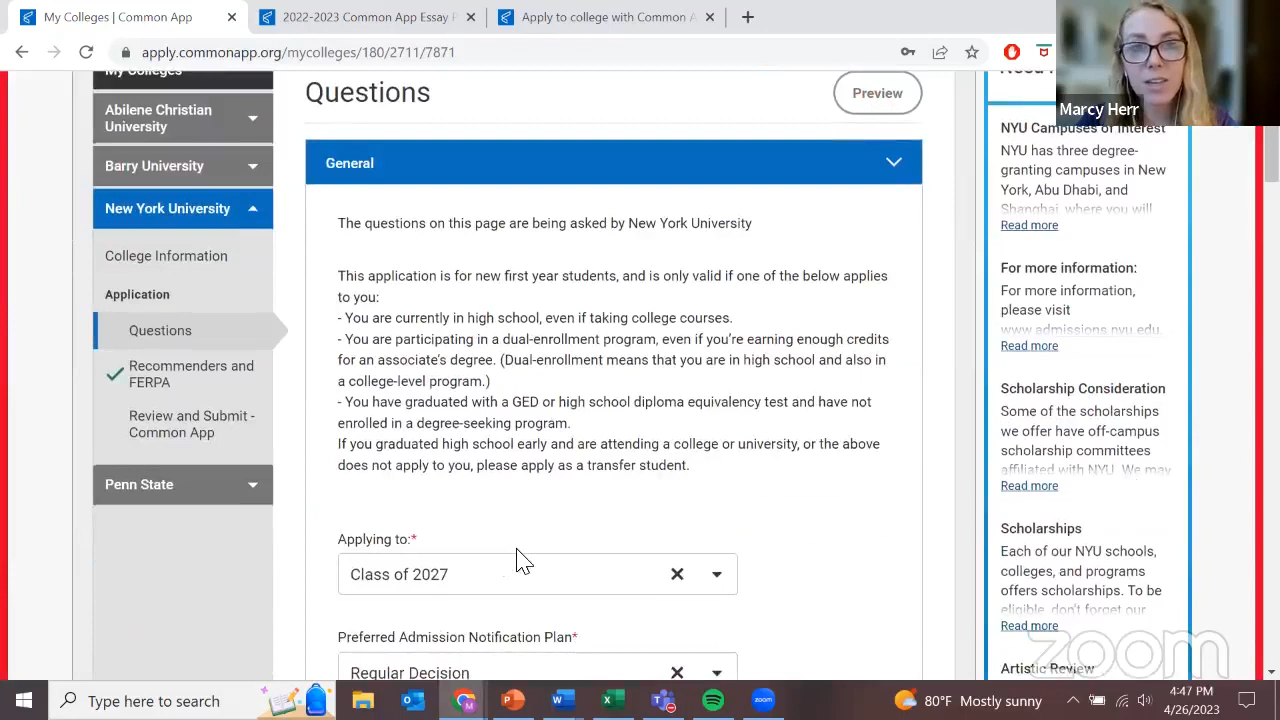 My Colleges | Common App
2022-2023 Common App Essay P
Apply to college with Common A
apply.commonapp.org/mycolleges/180/2711/7871
Marcy Herr
My Colleges
Abilene Christian
University
Barry University
New York University
College Information
Application
Questions
Recommenders and
FERPA
Review and Submit -
Common App
Penn State
Questions
Preview
General
The questions on this page are being asked by New York University
This application is for new first year students, and is only valid if one of the below applies
to you:
- You are currently in high school, even if taking college courses.
- You are participating in a dual-enrollment program, even if you're earning enough credits
for an associate's degree. (Dual-enrollment means that you are in high school and also in
a college-level program.)
- You have graduated with a GED or high school diploma equivalency test and have not
enrolled in a degree-seeking program.
If you graduated high school early and are attending a college or university, or the above
does not apply to you, please apply as a transfer student.
Applying to:*
Class of 2027
Preferred Admission Notification Plan*
Regular Decision
NYU Campuses of Interest
NYU has three degree-
granting campuses in New
York, Abu Dhabi, and
Shanghai, where you will
Read more
For more information:
For more information,
please visit
www.admissions.nyu.edu.
Read more
Scholarship Consideration
Some of the scholarships
we offer have off-campus
scholarship committees
affiliated with NYU. We may
Read more
Scholarships
Each of our NYU schools,
colleges, and programs
offers scholarships. To be
eligible, don't forget our
Read more
Artistic Review
zoom
Type here to search
zoom
80°F Mostly sunny
4:47 PM
4/26/2023